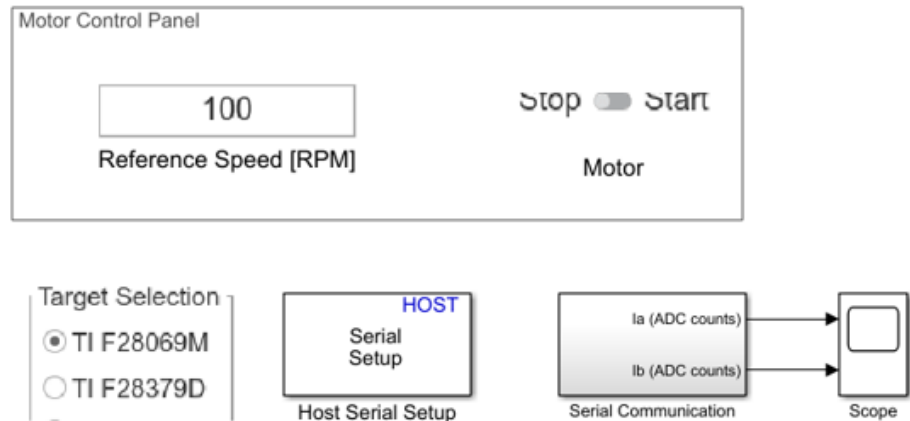 Motor Control Panel
100
Stop Start
Reference Speed [RPM]
Motor
Target Selection
TI F28069M
TI F28379D
HOST
Serial
Setup
Host Serial Setup
Ia (ADC counts)
Ib (ADC counts)
Serial Communication
Scope